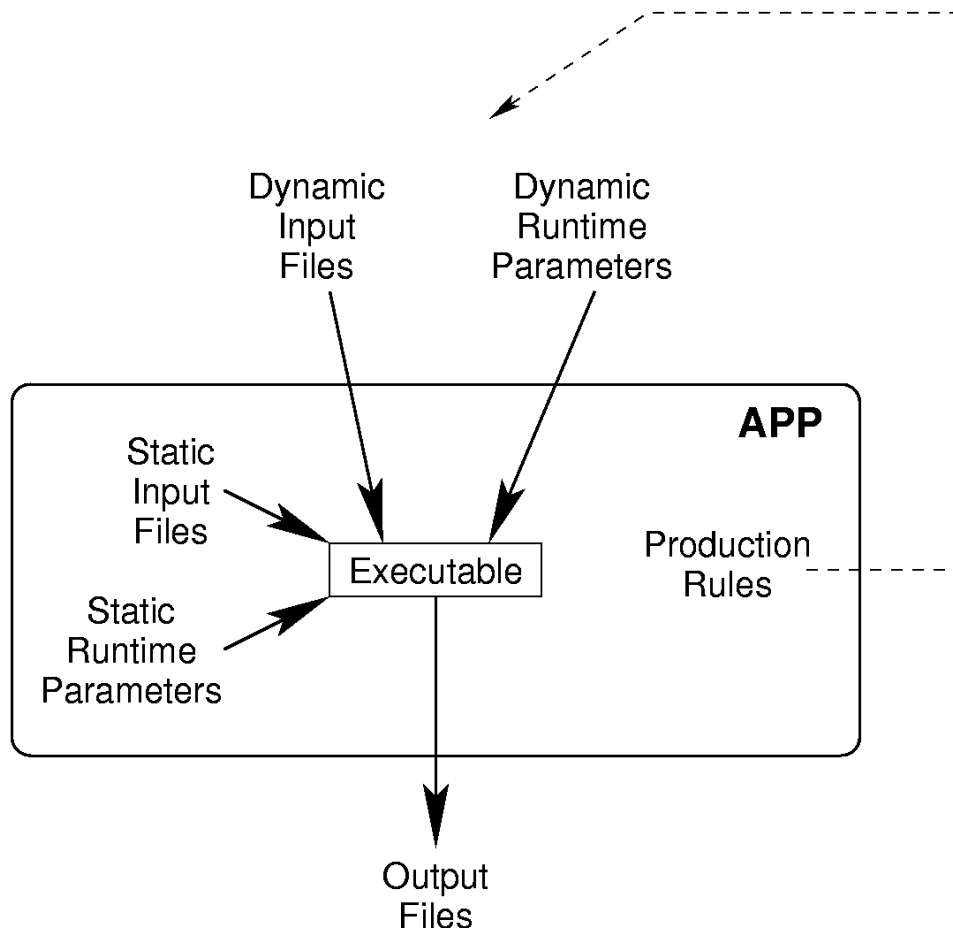 Dynamic
Input
Files
Dynamic
Runtime
Parameters
APP
Static
Input
Files
Executable
Production
Rules
Static
Runtime
Parameters
Output
Files